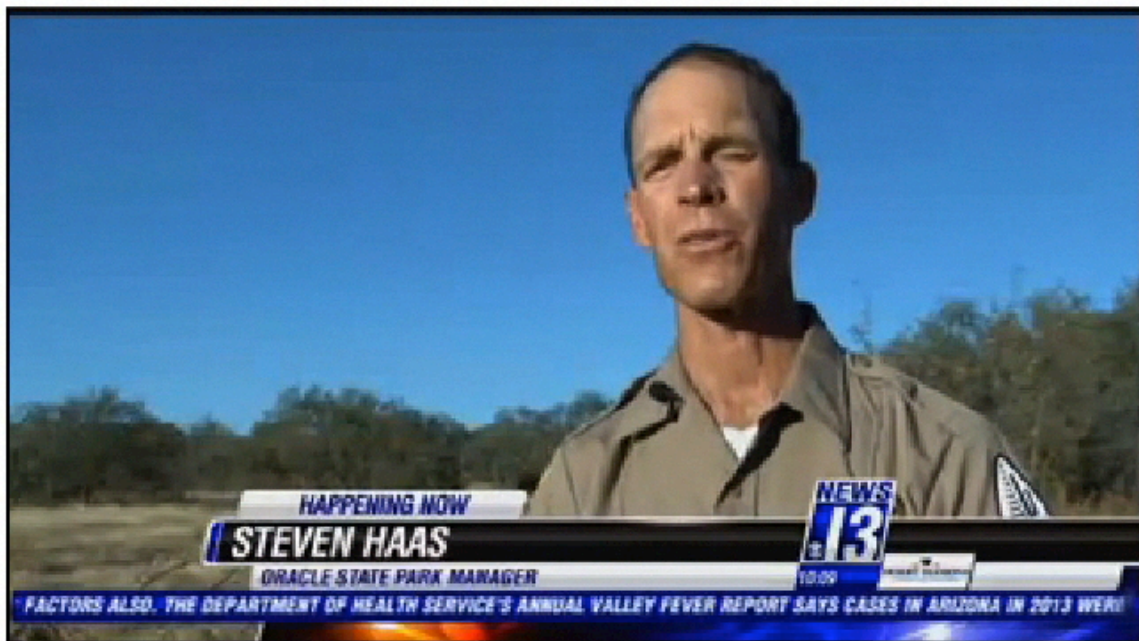 HAPPENING NOW
STEVEN HAAS
ORACLE STATE PARK MANAGER
NEWS
13
10:09
FACTORS ALSO. THE DEPARTMENT OF HEALTH SERVICE'S ANNUAL VALLEY FEVER REPORT SAYS CASES IN ARIZONA IN 2013 WERE